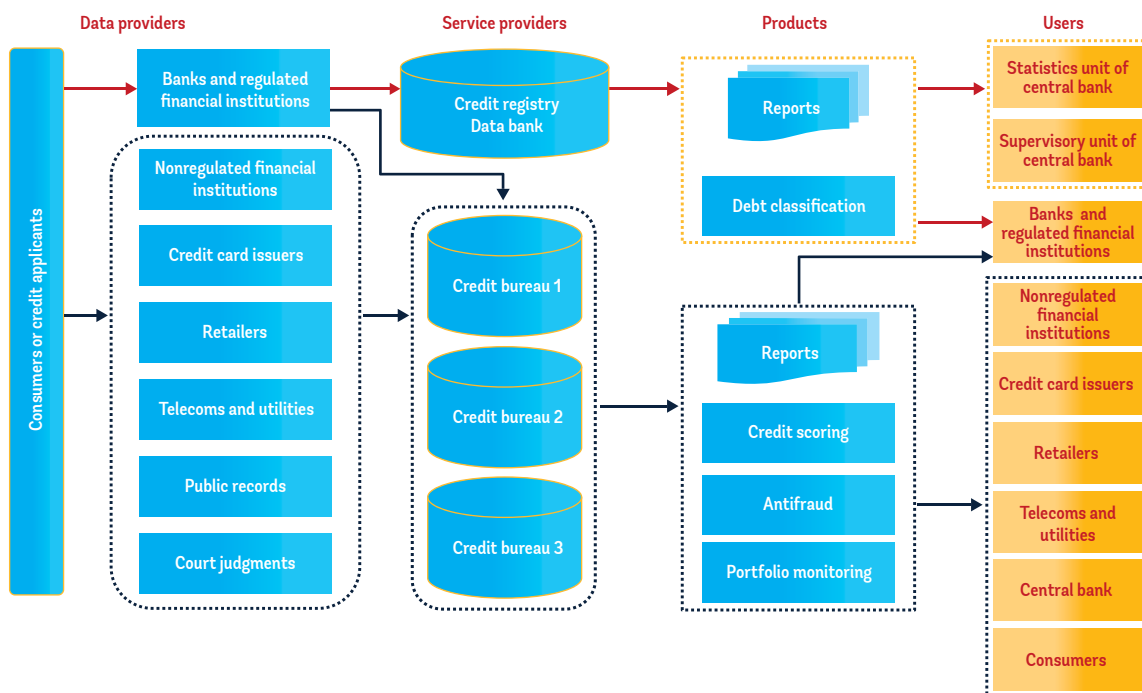 Data providers
Service providers
Products
Users
Consumers or credit applicants
Banks and regulated
financial institutions
Nonregulated financial
institutions
Credit card issuers
Retailers
Telecoms and utilities
Public records
Court judgments
Credit registry
Data bank
Credit bureau 1
Credit bureau 2
Credit bureau 3
Reports
Debt classification
Reports
Credit scoring
Antifraud
Portfolio monitoring
Statistics unit of
central bank
Supervisory unit of
central bank
Banks and
regulated financial
institutions
Nonregulated
financial
institutions
Credit card issuers
Retailers
Telecoms and
utilities
Central bank
Consumers